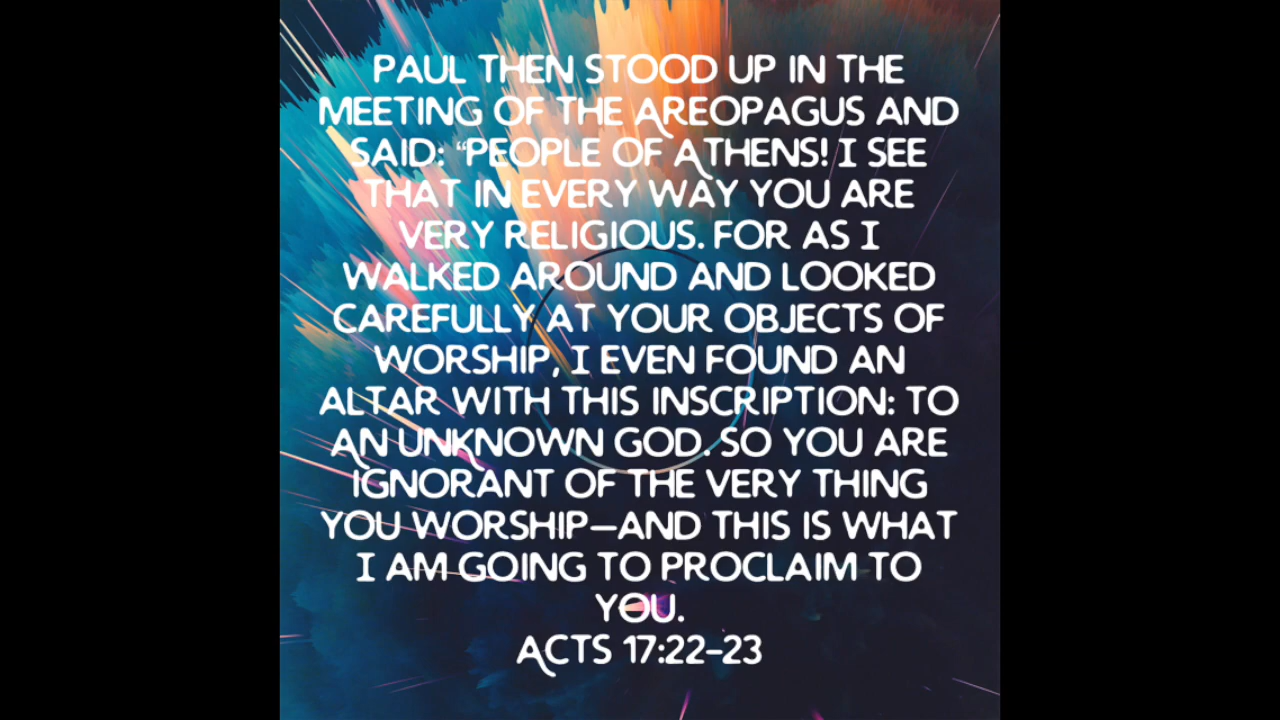 PAUL THEN STOOD UP IN THE
MEETING OF THE AREOPAGUS AND
SAID: “PEOPLE OF ATHENS! I SEE
THAT IN EVERY WAY YOU ARE
VERY RELIGIOUS. FOR AS I
WALKED AROUND AND LOOKED
CAREFULLY AT YOUR OBJECTS OF
WORSHIP, I EVEN FOUND AN
ALTAR WITH THIS INSCRIPTION: TO
AN UNKNOWN GOD. SO YOU ARE
IGNORANT OF THE VERY THING
YOU WORSHIP—AND THIS IS WHAT
I AM GOING TO PROCLAIM TO
YOU.
ACTS 17:22-23